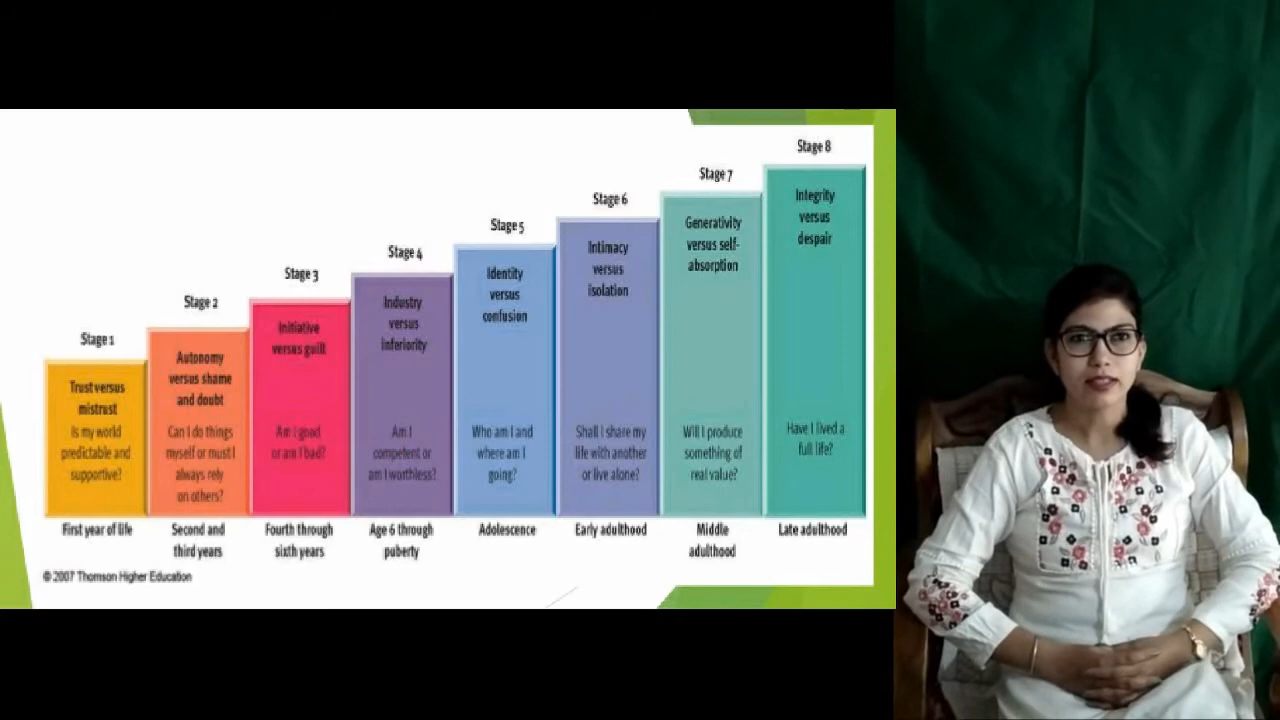 Stage 1
Trust versus
mistrust
Is my world
predictable and
supportive?
First year of life
Stage 2
Autonomy
versus shame
and doubt
Can I do things
myself or must I
always rely
on others?
Second and
third years
Stage 3
Initiative
versus guilt
Am I good
or am I bad?
Fourth through
sixth years
Stage 4
Industry
versus
inferiority
Am I
competent or
am I worthless?
Age 6 through
puberty
Stage 5
Identity
versus
confusion
Who am I and
where am I
going?
Adolescence
Stage 6
Intimacy
versus
isolation
Shall I share my
life with another
or live alone?
Early adulthood
Stage 7
Generativity
versus self-
absorption
Will I produce
something of
real value?
Middle
adulthood
Stage 8
Integrity
versus
despair
Have I lived a
full life?
Late adulthood
© 2007 Thomson Higher Education